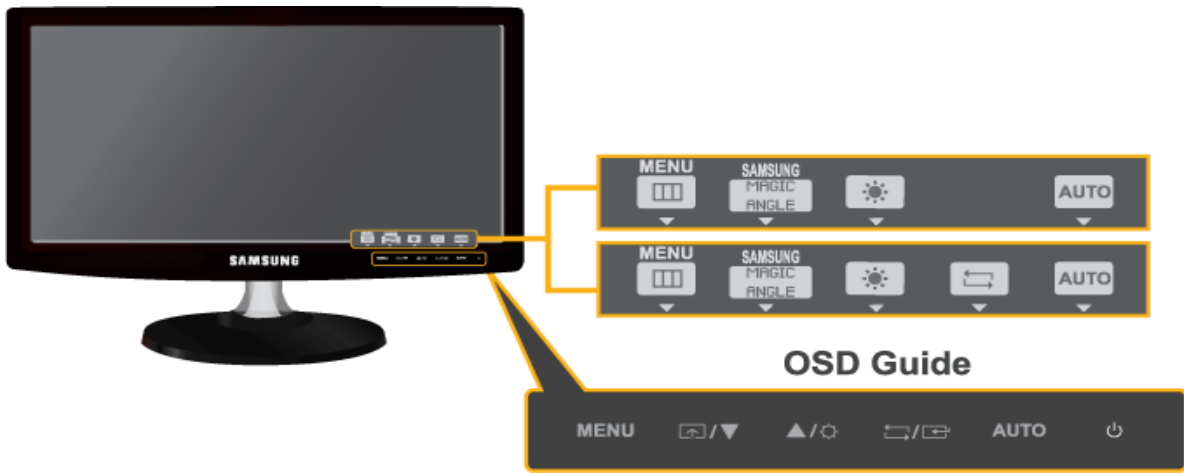 SAMSUNG
MENU
SAMSUNG
MAGIC
ANGLE
AUTO
MENU
SAMSUNG
MAGIC
ANGLE
AUTO
OSD Guide
MENU / / / AUTO